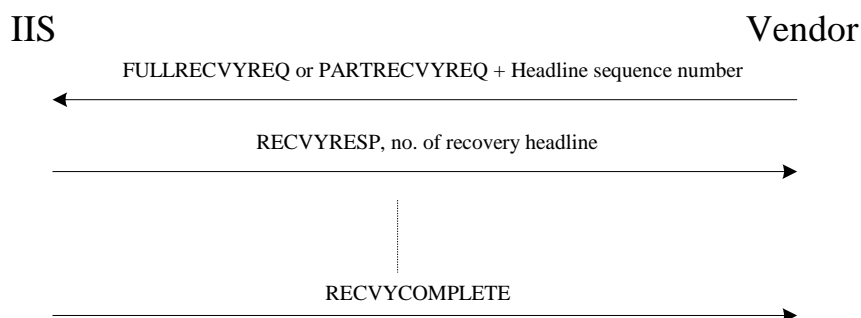 IIS
Vendor
FULLRECVYREQ or PARTRECVYREQ + Headline sequence number
RECVYRESP, no. of recovery headline
RECVYCOMPLETE